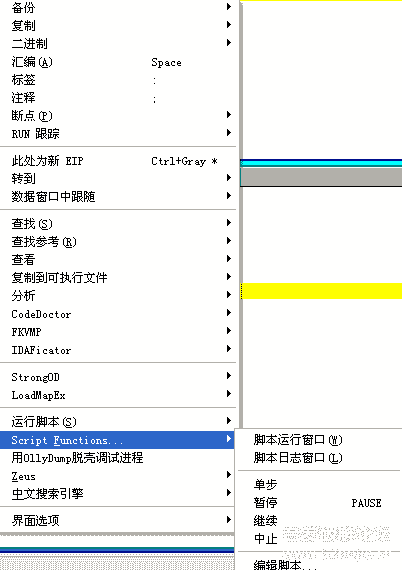 备份
复制
二进制
汇编(A) Space
标签 :
注释 ;
断点(P)
RUN 跟踪
此处为新 EIP Ctrl+Gray *
转到
数据窗口中跟随
查找(S)
查找参考(R)
查看
复制到可执行文件
分析
CodeDoctor
FKVMP
IDAFicator
StrongOD
LoadMapEx
运行脚本(S)
Script Functions...
用OllyDump脱壳调试进程
Zeus
中文搜索引擎
界面选项
脚本运行窗口(W)
脚本日志窗口(L)
单步
暂停 PAUSE
继续
中止
编辑脚本...